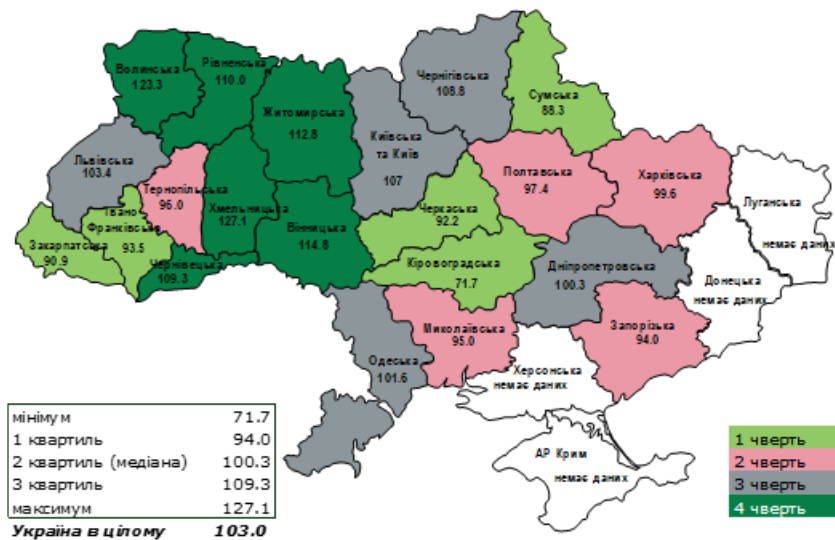 Волинська
123.3
Рівненська
110.0
Житомирська
112.8
Чернігівська
108.8
Сумська
88.3
Київська
та Київ
107
Львівська
103.4
Тернопільська
96.0
Хмельницька
127.1
Вінницька
114.8
Черкаська
92.2
Полтавська
97.4
Харківська
99.6
Луганська
немає даних
Івано
Франківська
93.5
Закарпатська
90.9
Чернівецька
109.3
Кіровоградська
71.7
Дніпропетровська
100.3
Донецька
немає даних
Миколаївська
95.0
Запорізька
94.0
Одеська
101.6
Херсонська
немає даних
АР Крим
немає даних
мінімум 71.7
1 квартиль 94.0
2 квартиль (медіана) 100.3
3 квартиль 109.3
максимум 127.1
Україна в цілому 103.0
1 чверть
2 чверть
3 чверть
4 чверть